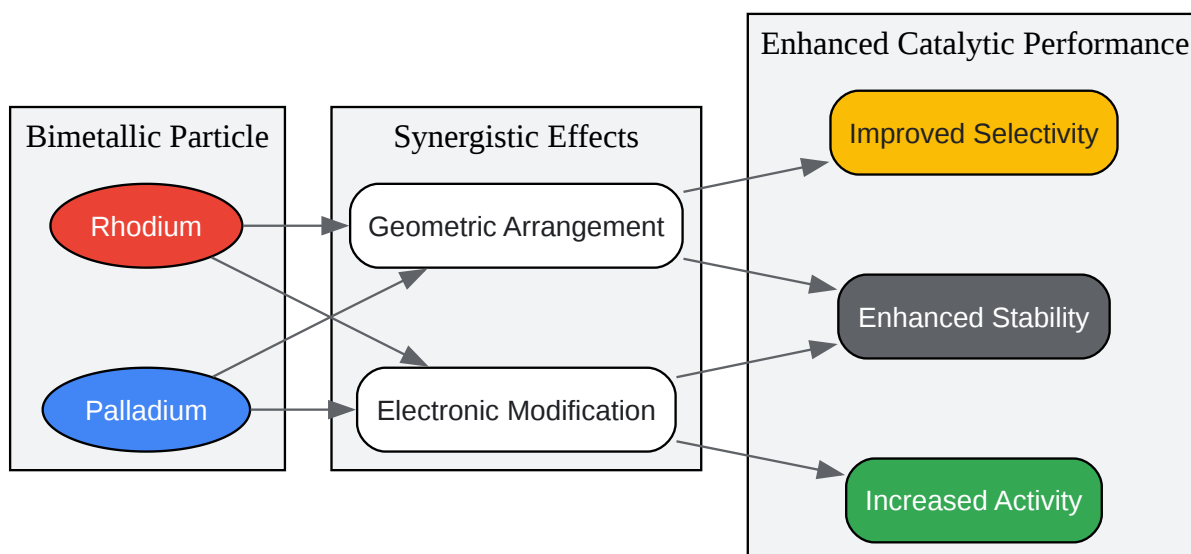 Bimetallic Particle
Rhodium
Palladium
Synergistic Effects
Geometric Arrangement
Electronic Modification
Enhanced Catalytic Performance
Improved Selectivity
Enhanced Stability
Increased Activity